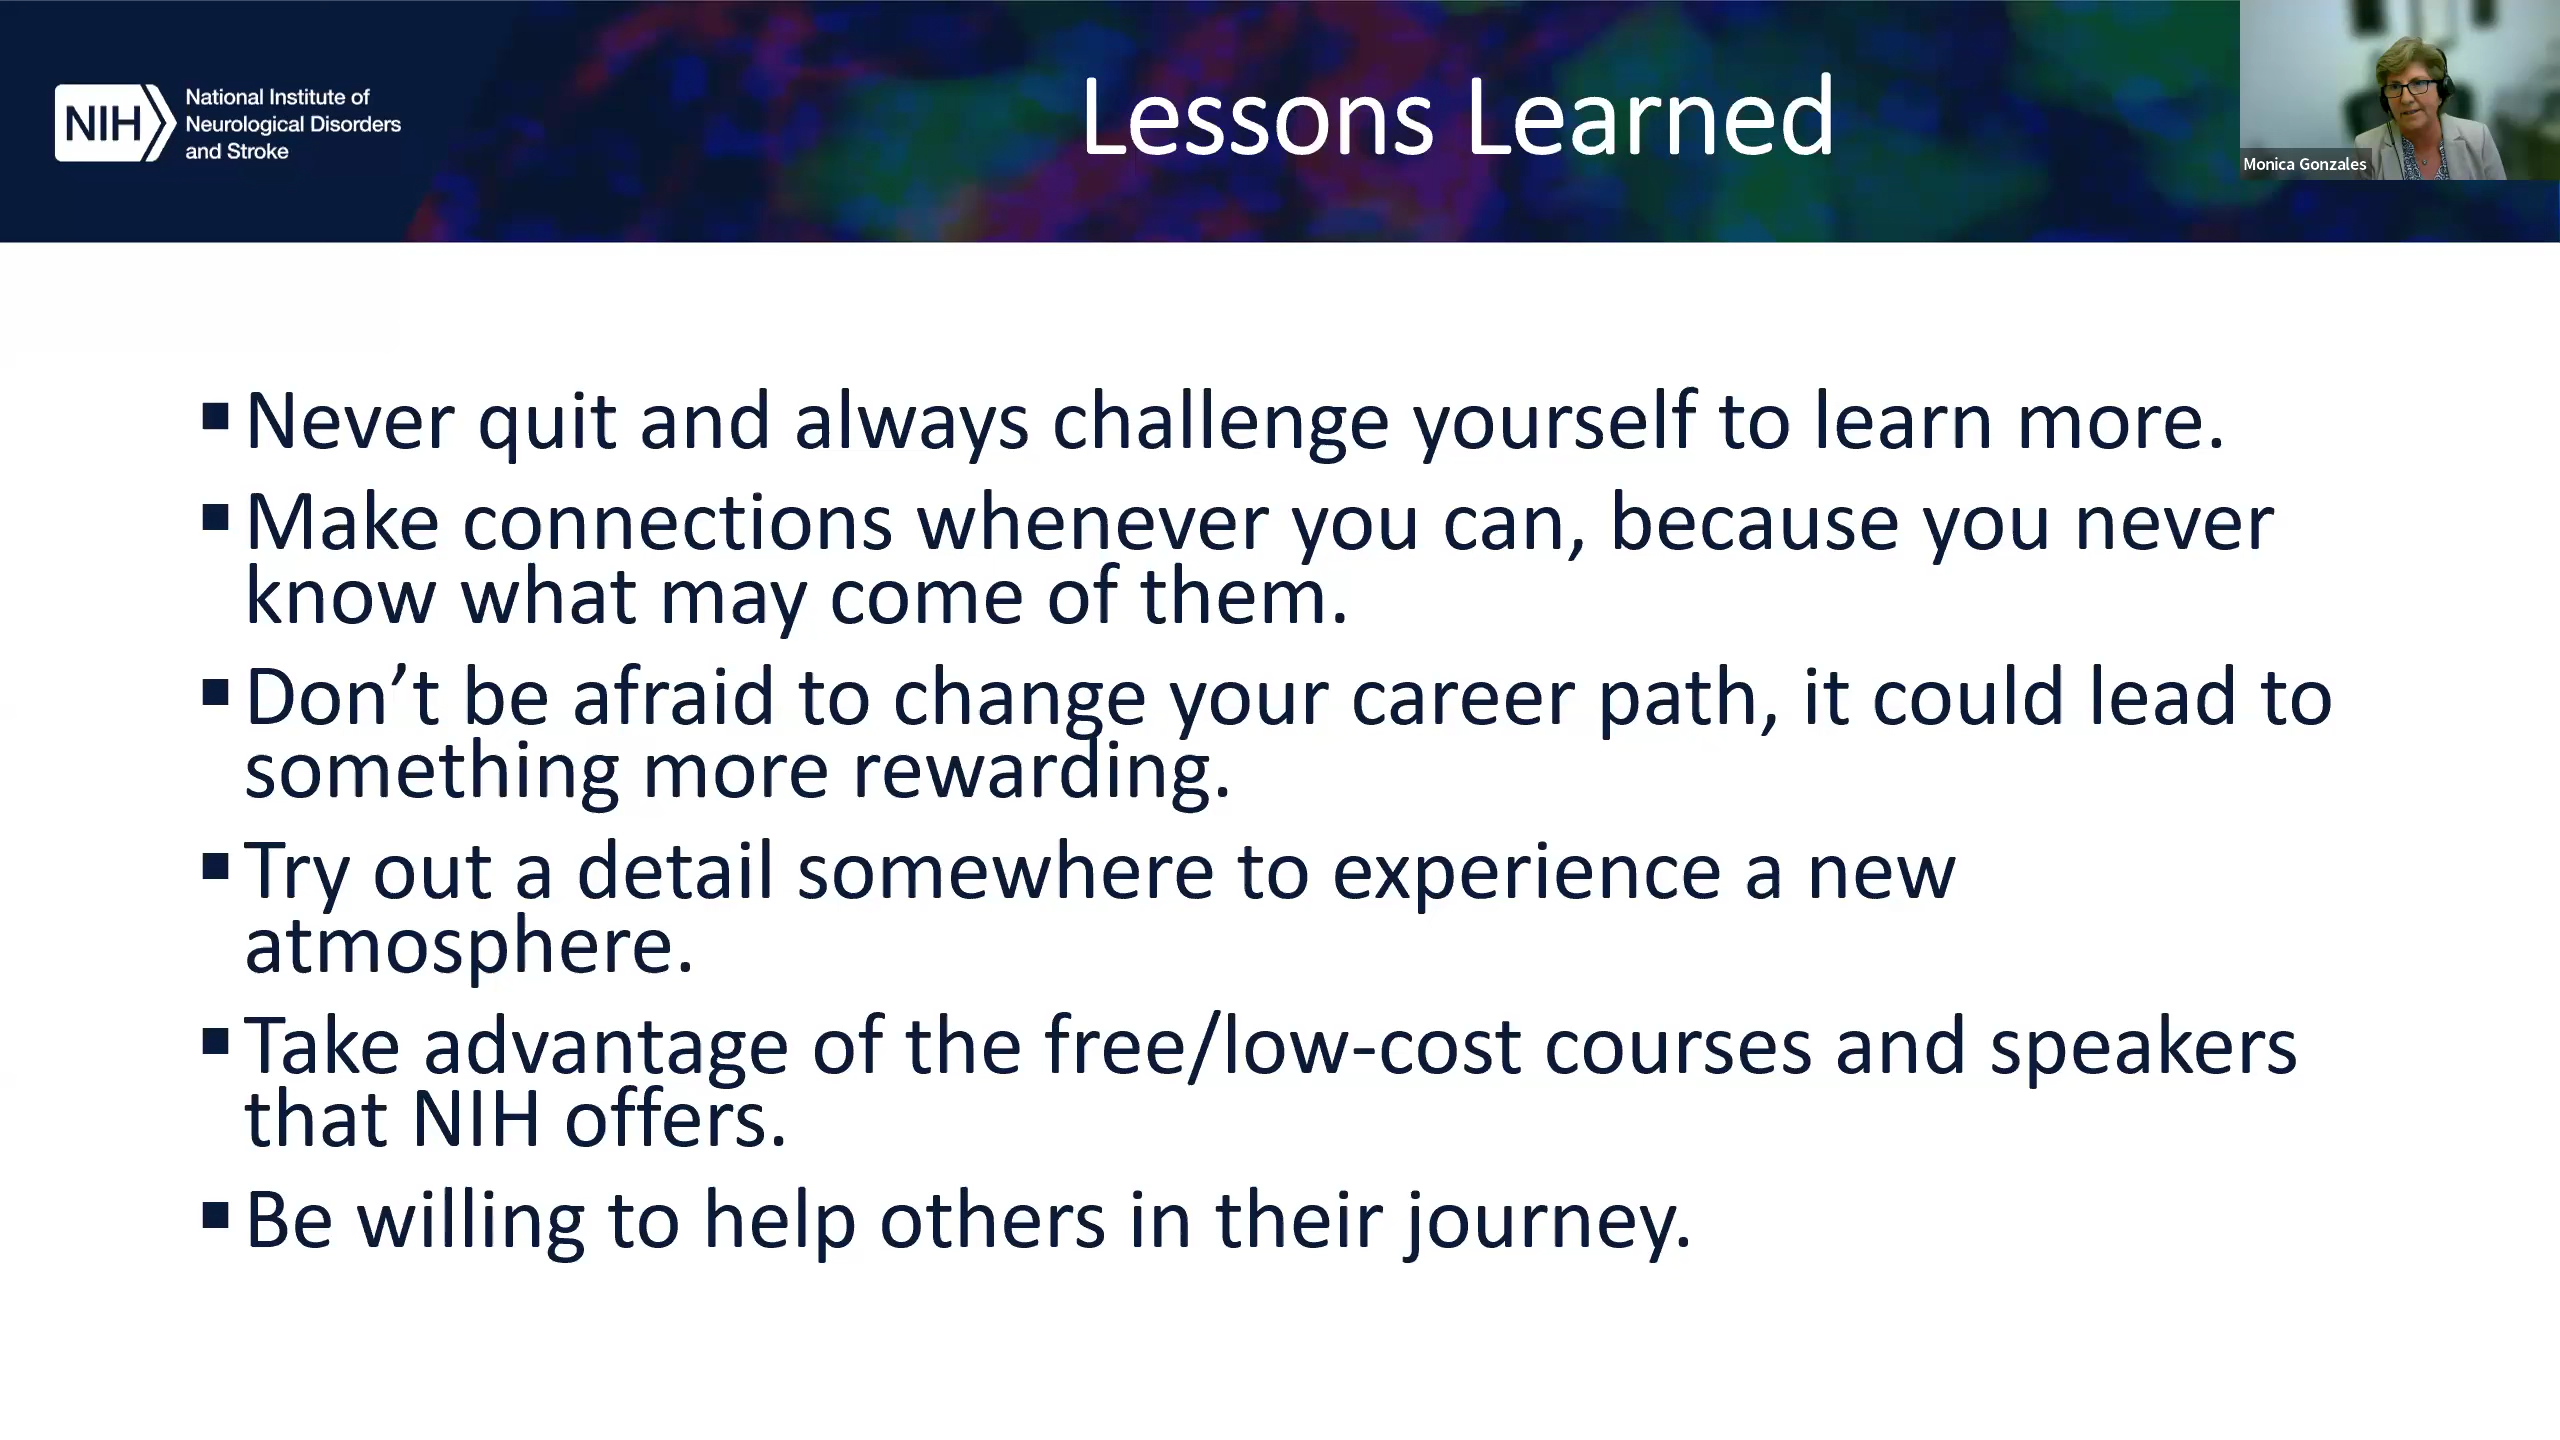 NIH
National Institute of
Neurological Disorders
and Stroke
Lessons Learned
Monica Gonzales
▪Never quit and always challenge yourself to learn more.
▪Make connections whenever you can, because you never
know what may come of them.
▪Don’t be afraid to change your career path, it could lead to
something more rewarding.
▪Try out a detail somewhere to experience a new
atmosphere.
▪Take advantage of the free/low-cost courses and speakers
that NIH offers.
▪Be willing to help others in their journey.